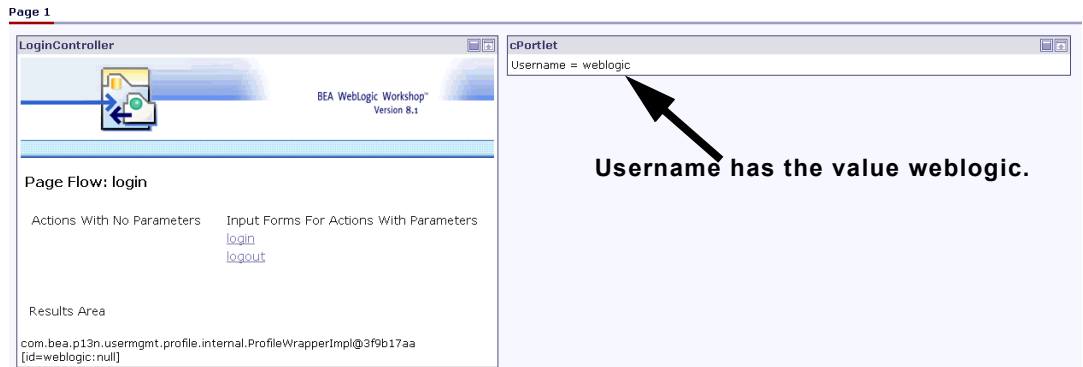 Page 1
LoginController
BEA WebLogic Workshop™
Version 8.1
Page Flow: login
Actions With No Parameters
Input Forms For Actions With Parameters
login
logout
Results Area
com.bea.p13n.usermgmt.profile.internal.ProfileWrapperImpl@3f9b17aa
[id=weblogic:null]
cPortlet
Username = weblogic
Username has the value weblogic.